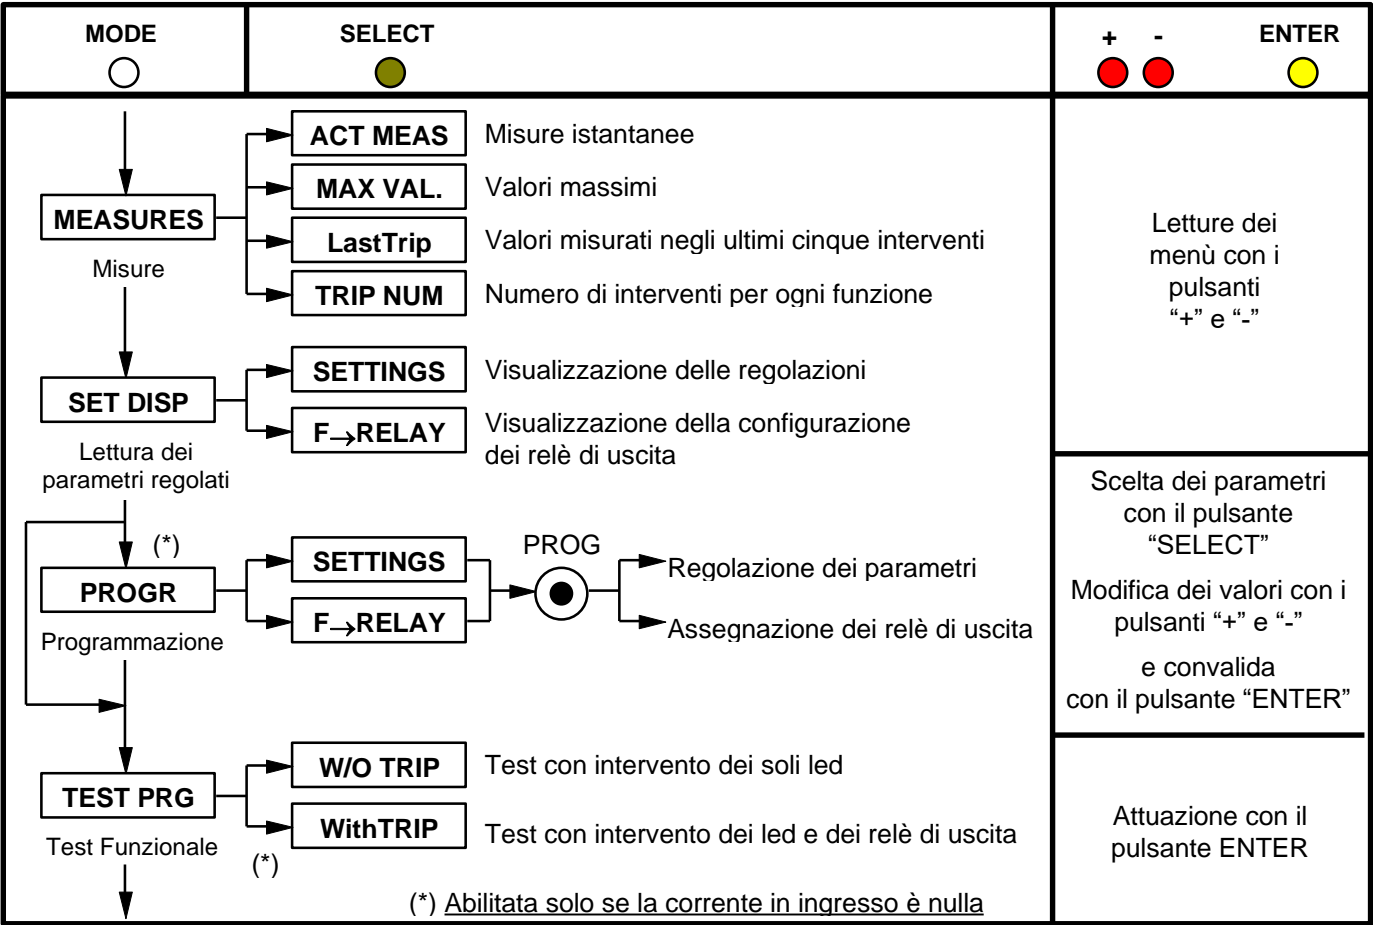 MODE
SELECT
+ -
ENTER
ACT MEAS Misure istantanee
MAX VAL. Valori massimi
MEASURES
LastTrip Valori misurati negli ultimi cinque interventi
Misure
TRIP NUM Numero di interventi per ogni funzione
Letture dei
menù con i
pulsanti
“+” e “-”
SETTINGS Visualizzazione delle regolazioni
SET DISP
F→RELAY Visualizzazione della configurazione
dei relè di uscita
Lettura dei
parametri regolati
(*)
SETTINGS
PROG
Regolazione dei parametri
PROGR
F→RELAY
Assegnazione dei relè di uscita
Programmazione
Scelta dei parametri
con il pulsante
“SELECT”
Modifica dei valori con i
pulsanti “+” e “-”
e convalida
con il pulsante “ENTER”
W/O TRIP Test con intervento dei soli led
TEST PRG
WithTRIP Test con intervento dei led e dei relè di uscita
Test Funzionale
(*)
Attuazione con il
pulsante ENTER
(*) Abilitata solo se la corrente in ingresso è nulla